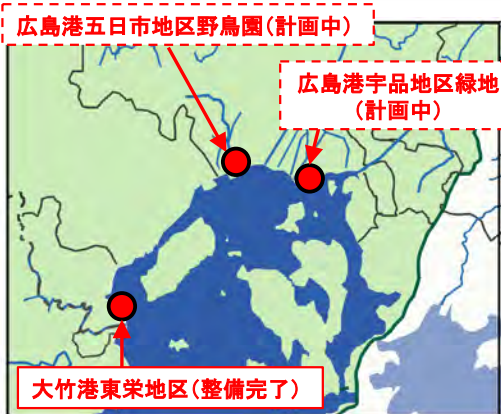 広島港五日市地区野鳥園(計画中)
広島港宇品地区緑地
(計画中)
大竹港東栄地区(整備完了)